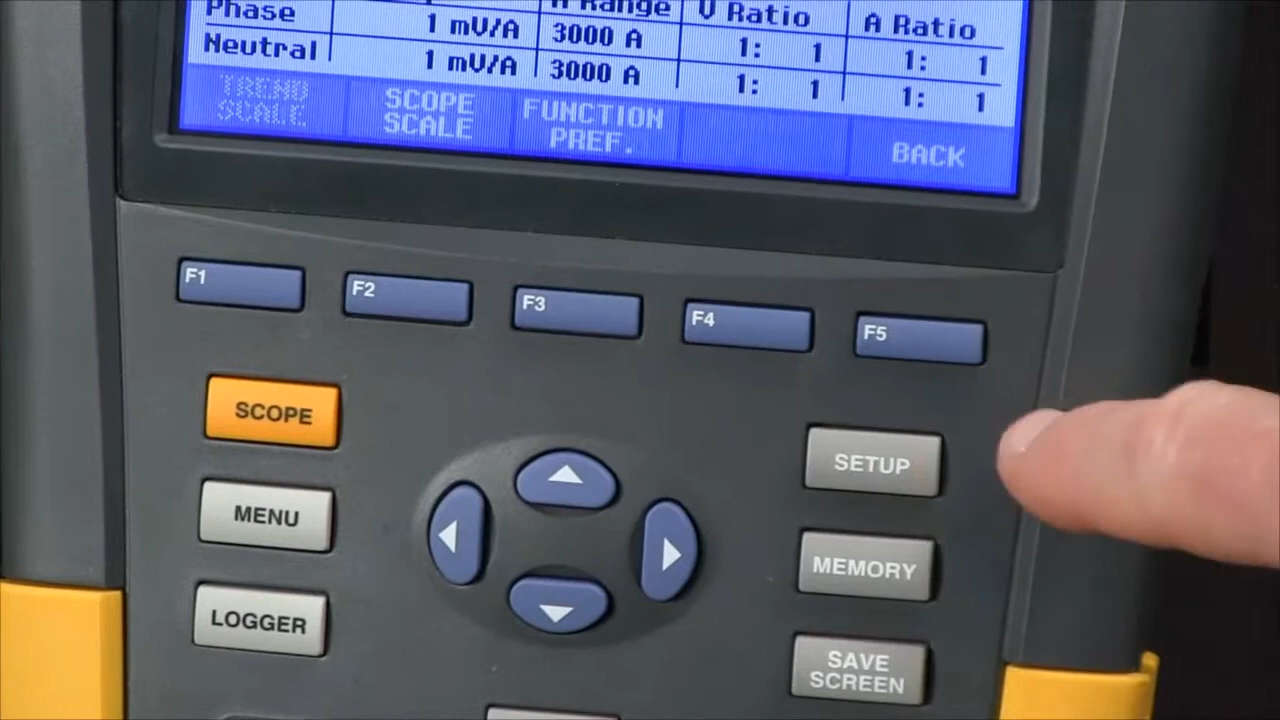 A Range V Ratio A Ratio
Phase 1 mV/A 3000 A 1: 1 1: 1
Neutral 1 mV/A 3000 A 1: 1 1: 1
TREND SCOPE FUNCTION
SCALE SCALE PREF. BACK
F1 F2 F3 F4 F5
SCOPE
SETUP
MENU
MEMORY
LOGGER
SAVE
SCREEN